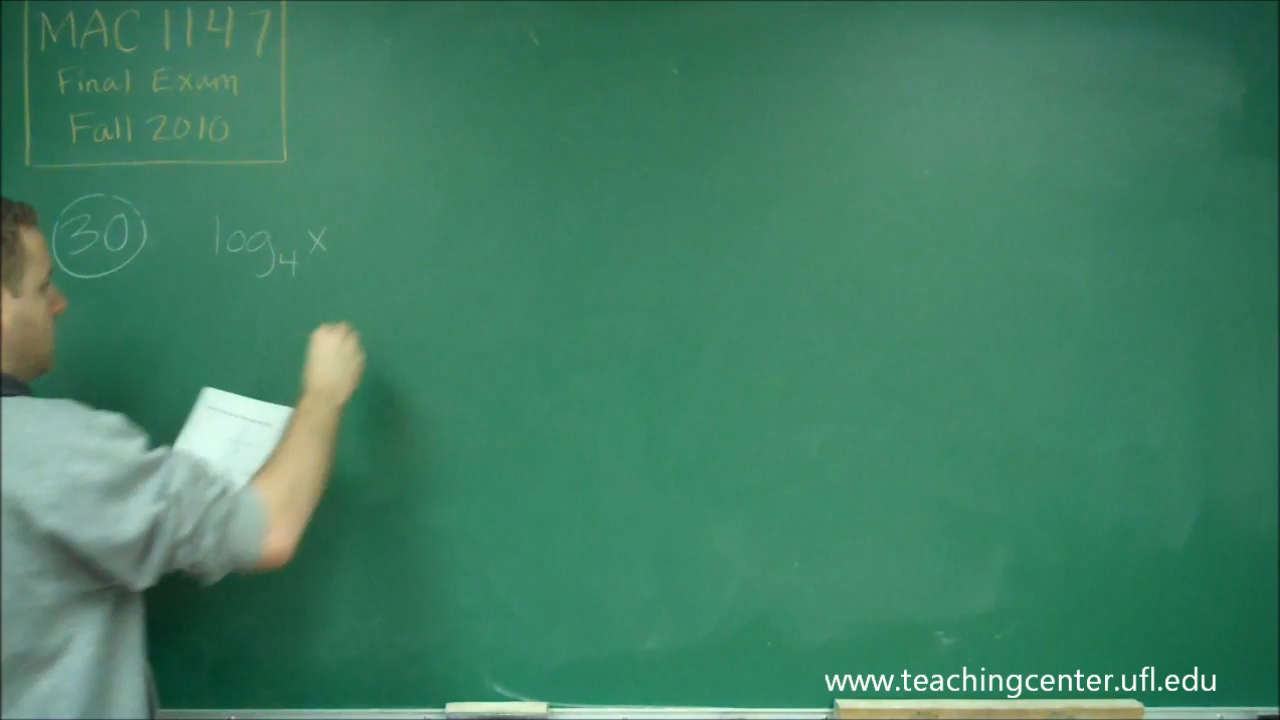 MAC 1147
Final Exam
Fall 2010
30 log₄ x
www.teachingcenter.ufl.edu